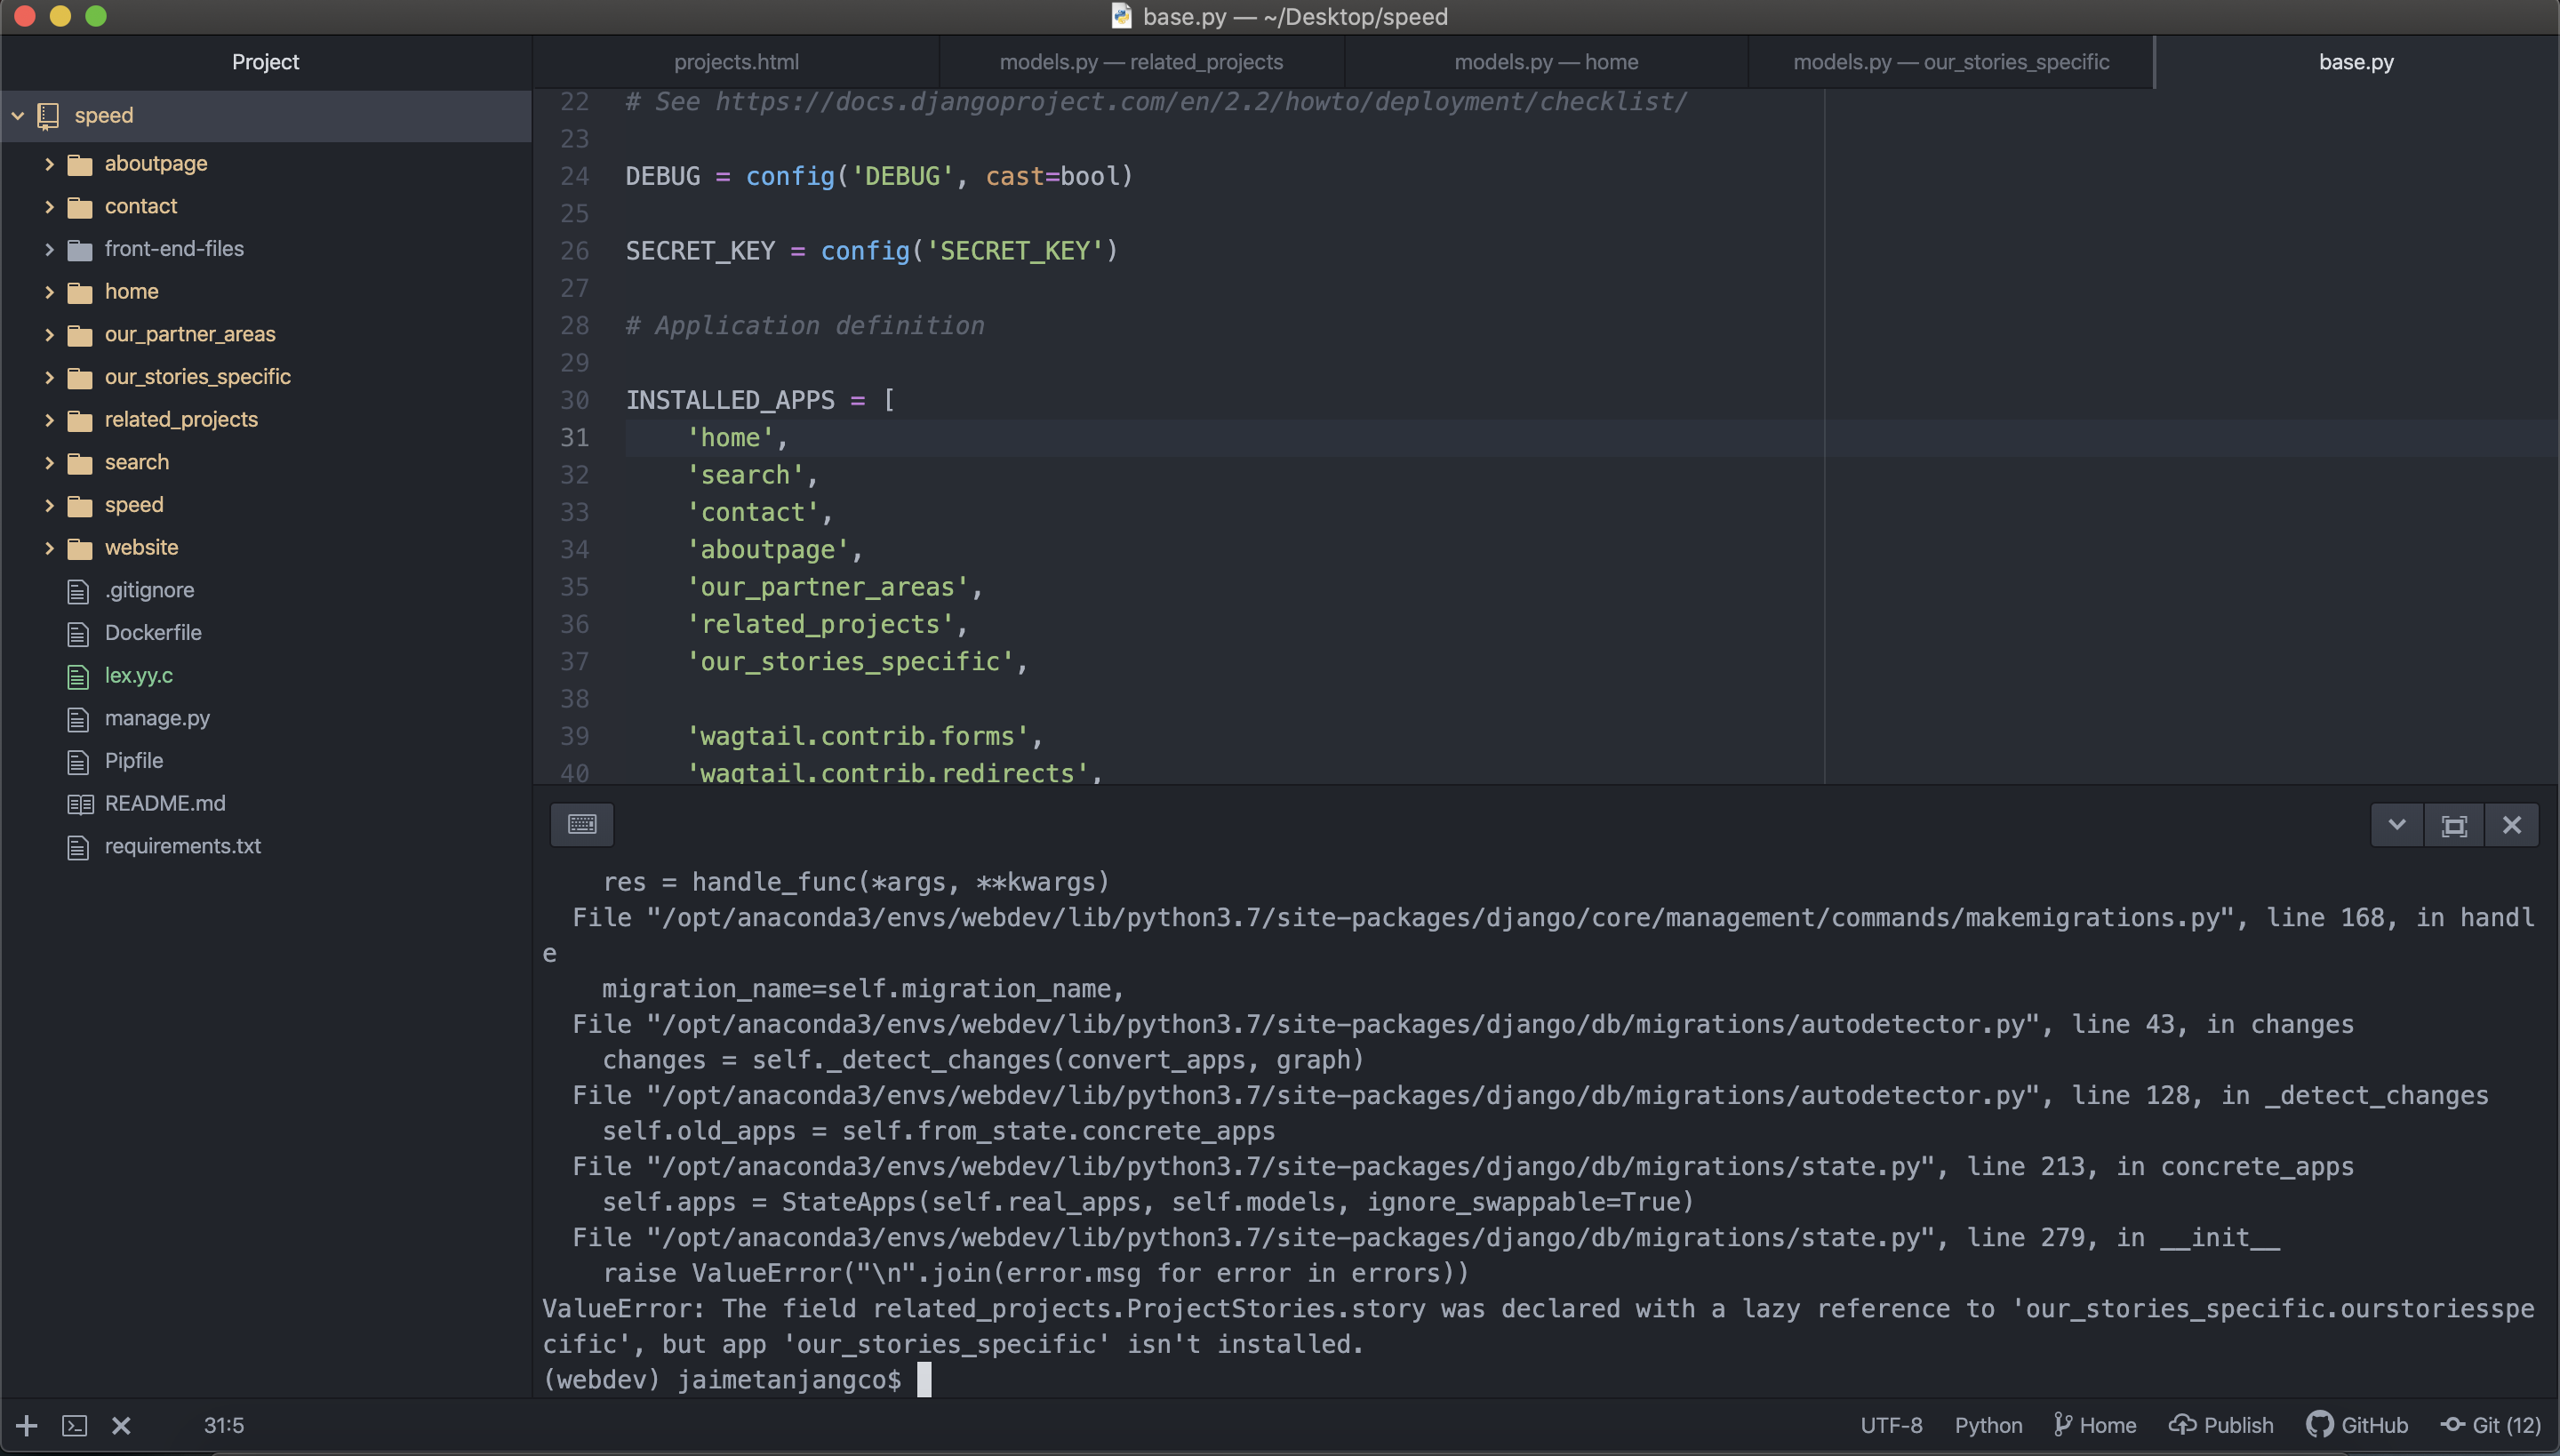 base.py — ~/Desktop/speed
Project
projects.html
models.py — related_projects
models.py — home
models.py — our_stories_specific
base.py
speed
aboutpage
contact
front-end-files
home
our_partner_areas
our_stories_specific
related_projects
search
speed
website
.gitignore
Dockerfile
lex.yy.c
manage.py
Pipfile
README.md
requirements.txt
22 # See https://docs.djangoproject.com/en/2.2/howto/deployment/checklist/
23
24 DEBUG = config('DEBUG', cast=bool)
25
26 SECRET_KEY = config('SECRET_KEY')
27
28 # Application definition
29
30 INSTALLED_APPS = [
31 'home',
32 'search',
33 'contact',
34 'aboutpage',
35 'our_partner_areas',
36 'related_projects',
37 'our_stories_specific',
38
39 'wagtail.contrib.forms',
40 'wagtail.contrib.redirects',
res = handle_func(*args, **kwargs)
File "/opt/anaconda3/envs/webdev/lib/python3.7/site-packages/django/core/management/commands/makemigrations.py", line 168, in handl
e
migration_name=self.migration_name,
File "/opt/anaconda3/envs/webdev/lib/python3.7/site-packages/django/db/migrations/autodetector.py", line 43, in changes
changes = self._detect_changes(convert_apps, graph)
File "/opt/anaconda3/envs/webdev/lib/python3.7/site-packages/django/db/migrations/autodetector.py", line 128, in _detect_changes
self.old_apps = self.from_state.concrete_apps
File "/opt/anaconda3/envs/webdev/lib/python3.7/site-packages/django/db/migrations/state.py", line 213, in concrete_apps
self.apps = StateApps(self.real_apps, self.models, ignore_swappable=True)
File "/opt/anaconda3/envs/webdev/lib/python3.7/site-packages/django/db/migrations/state.py", line 279, in __init__
raise ValueError("\n".join(error.msg for error in errors))
ValueError: The field related_projects.ProjectStories.story was declared with a lazy reference to 'our_stories_specific.ourstoriesspe
cific', but app 'our_stories_specific' isn't installed.
(webdev) jaimetanjangco$
31:5
UTF-8
Python
Home
Publish
GitHub
Git (12)